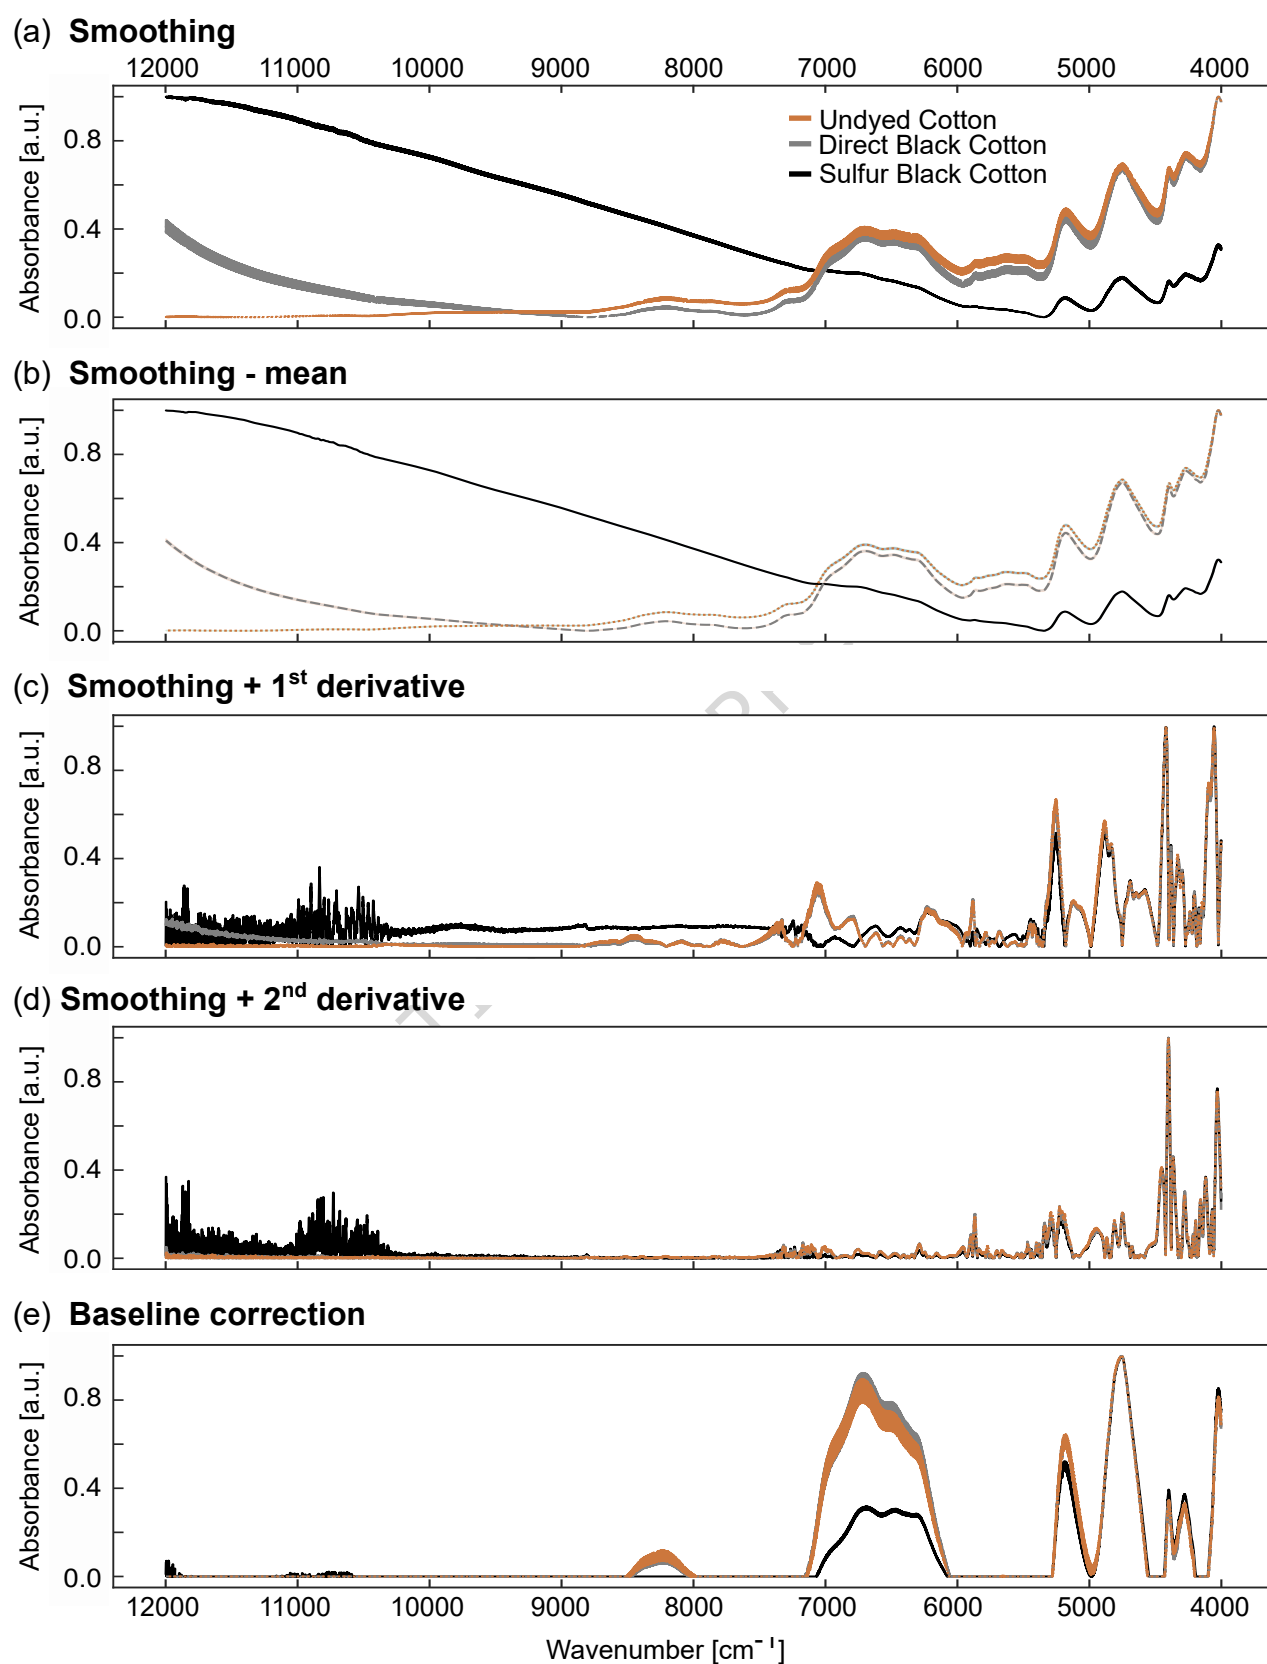 (a) Smoothing
12000 11000 10000 9000 8000 7000 6000 5000 4000
Absorbance [a.u.]
0.8
0.4
0.0
Undyed Cotton
Direct Black Cotton
Sulfur Black Cotton
(b) Smoothing - mean
Absorbance [a.u.]
0.8
0.4
0.0
(c) Smoothing + 1st derivative
Absorbance [a.u.]
0.8
0.4
0.0
(d) Smoothing + 2nd derivative
Absorbance [a.u.]
0.8
0.4
0.0
(e) Baseline correction
Absorbance [a.u.]
0.8
0.4
0.0
12000 11000 10000 9000 8000 7000 6000 5000 4000
Wavenumber [cm⁻¹]